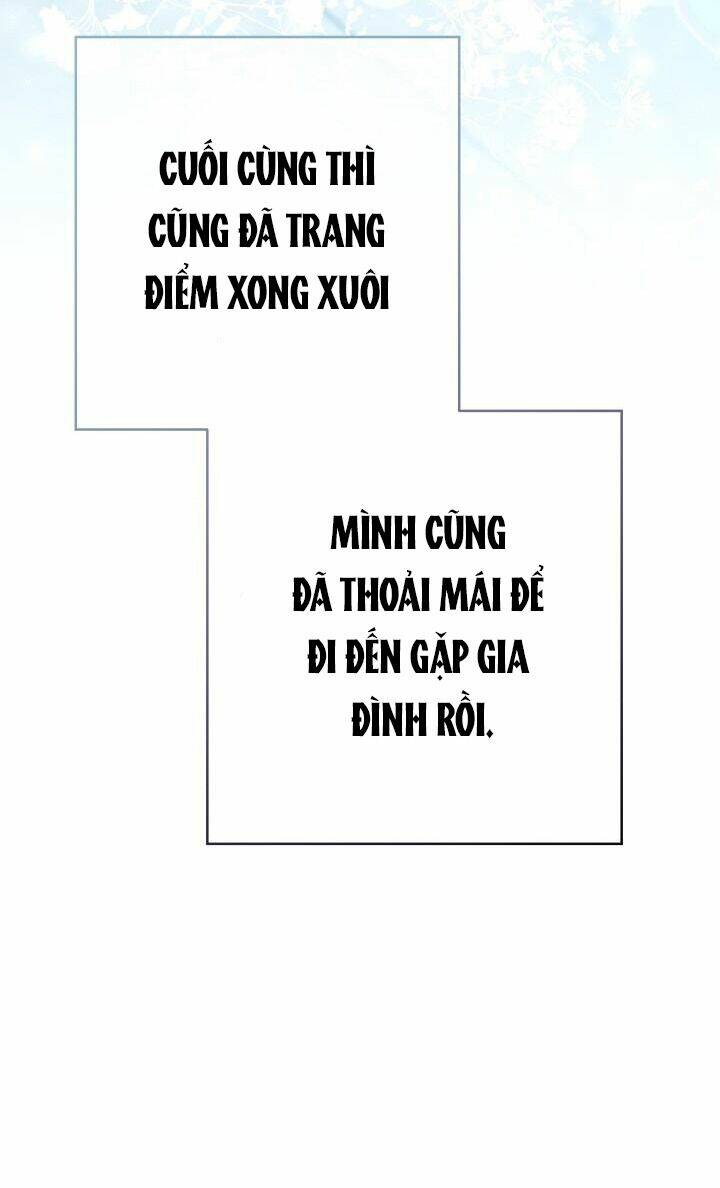 CUỐI CÙNG THÌ
CŨNG ĐÃ TRANG
ĐIỂM XONG XUÔI
MÌNH CŨNG
ĐÃ THOẢI MÁI ĐỂ
ĐI ĐẾN GẶP GIA
ĐÌNH RỒI.